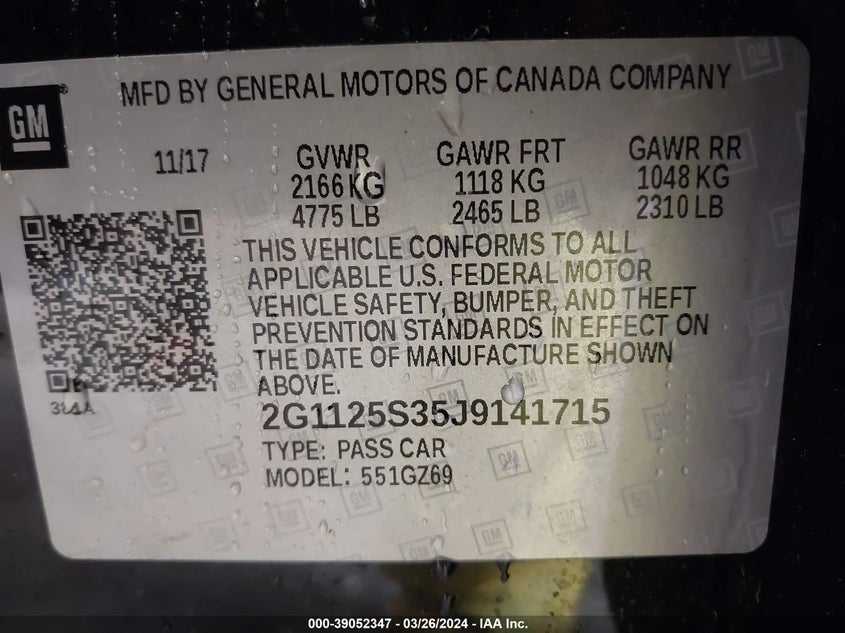 MFD BY GENERAL MOTORS OF CANADA COMPANY
GM
11/17 GVWR GAWR FRT GAWR RR
2166 KG 1118 KG 1048 KG
4775 LB 2465 LB 2310 LB
THIS VEHICLE CONFORMS TO ALL
APPLICABLE U.S. FEDERAL MOTOR
VEHICLE SAFETY, BUMPER, AND THEFT
PREVENTION STANDARDS IN EFFECT ON
THE DATE OF MANUFACTURE SHOWN
ABOVE.
2G1125S35J9141715
TYPE: PASS CAR
MODEL: 551GZ69
000-39052347 - 03/26/2024 - IAA Inc.